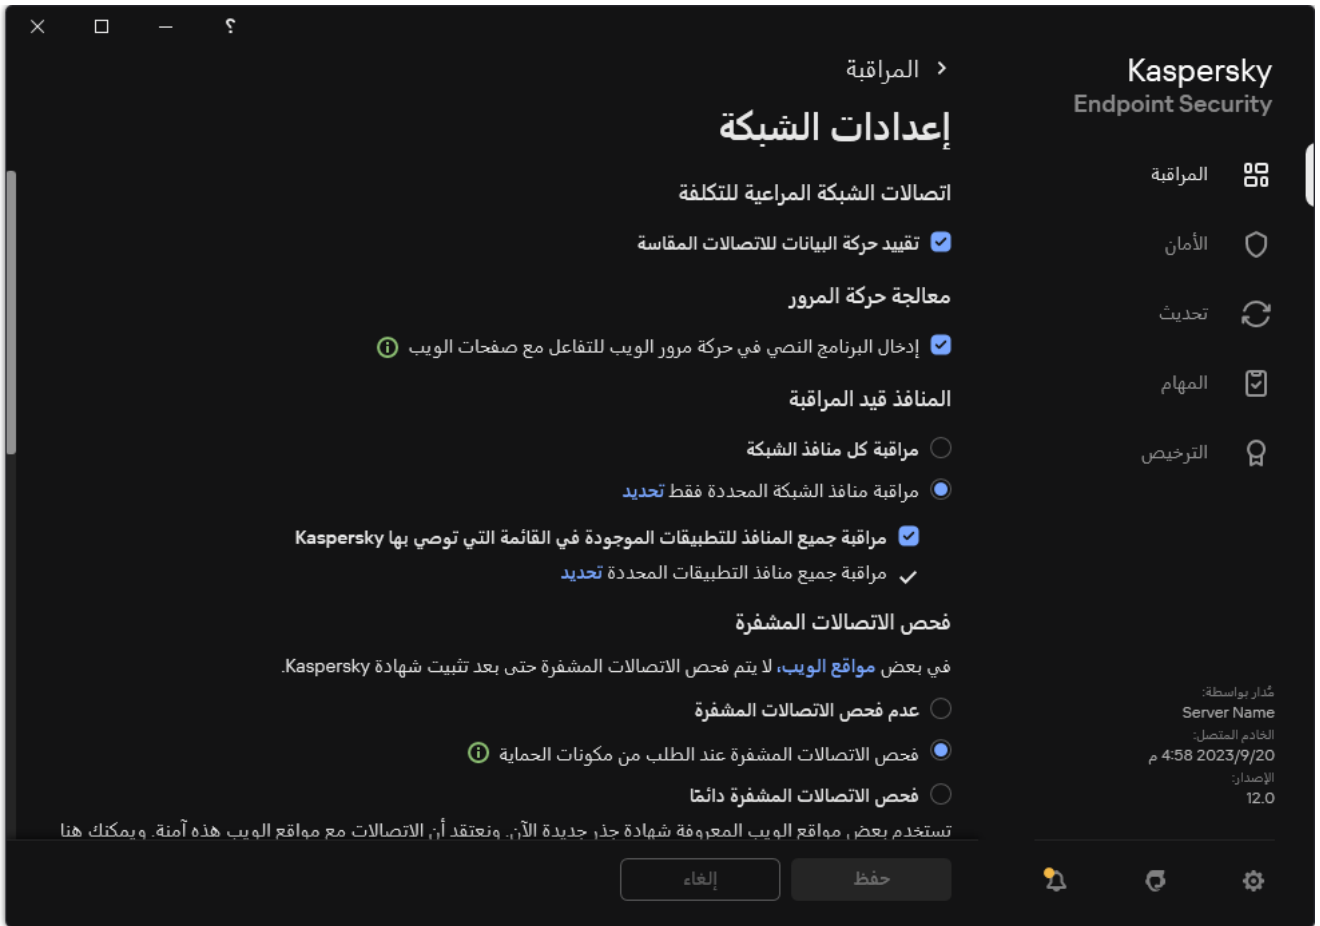 ؟
Kaspersky
Endpoint Security
المراقبة
الأمان
تحديث
المهام
الترخيص
مُدار بواسطة:
Server Name
الخادم المتصل:
2023/9/20 4:58 م
الإصدار:
12.0
المراقبة
إعدادات الشبكة
اتصالات الشبكة المراعية للتكلفة
تقييد حركة البيانات للاتصالات المقاسة
معالجة حركة المرور
إدخال البرنامج النصي في حركة مرور الويب للتفاعل مع صفحات الويب
المنافذ قيد المراقبة
مراقبة كل منافذ الشبكة
مراقبة منافذ الشبكة المحددة فقط تحديد
مراقبة جميع المنافذ للتطبيقات الموجودة في القائمة التي توصي بها Kaspersky
مراقبة جميع منافذ التطبيقات المحددة تحديد
فحص الاتصالات المشفرة
في بعض مواقع الويب، لا يتم فحص الاتصالات المشفرة حتى بعد تثبيت شهادة Kaspersky.
عدم فحص الاتصالات المشفرة
فحص الاتصالات المشفرة عند الطلب من مكونات الحماية
فحص الاتصالات المشفرة دائمًا
تستخدم بعض مواقع الويب المعروفة شهادة جذر جديدة الآن. ونعتقد أن الاتصالات مع مواقع الويب هذه آمنة. ويمكنك هنا
حفظ
إلغاء